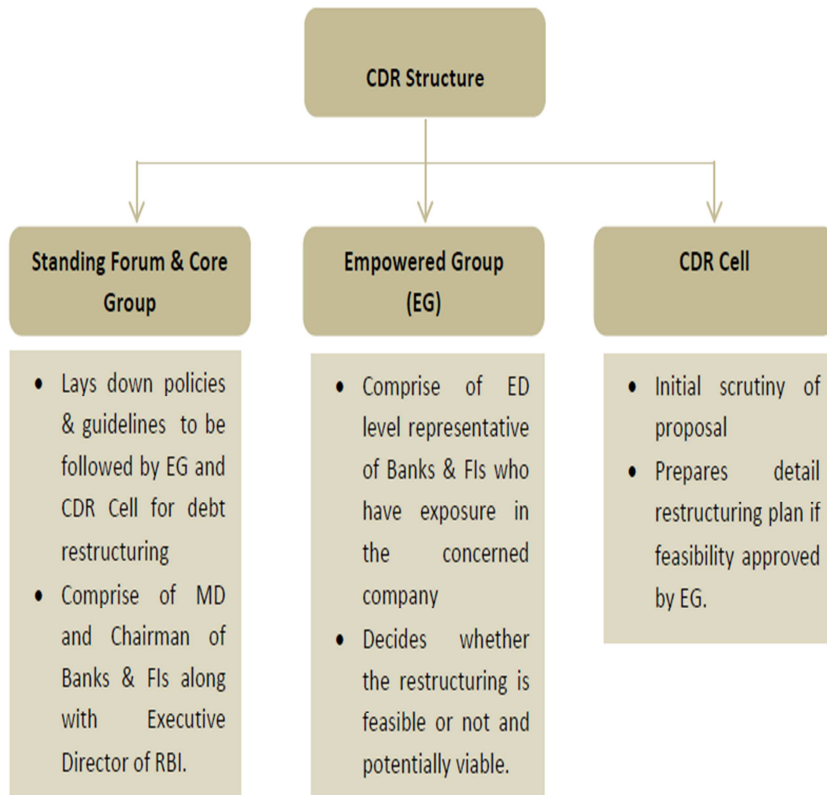 CDR Structure
Standing Forum & Core
Group
• Lays down policies
& guidelines to be
followed by EG and
CDR Cell for debt
restructuring
• Comprise of MD
and Chairman of
Banks & FIs along
with Executive
Director of RBI.
Empowered Group
(EG)
• Comprise of ED
level representative
of Banks & FIs who
have exposure in
the concerned
company
• Decides whether
the restructuring is
feasible or not and
potentially viable.
CDR Cell
• Initial scrutiny of
proposal
• Prepares detail
restructuring plan if
feasibility approved
by EG.